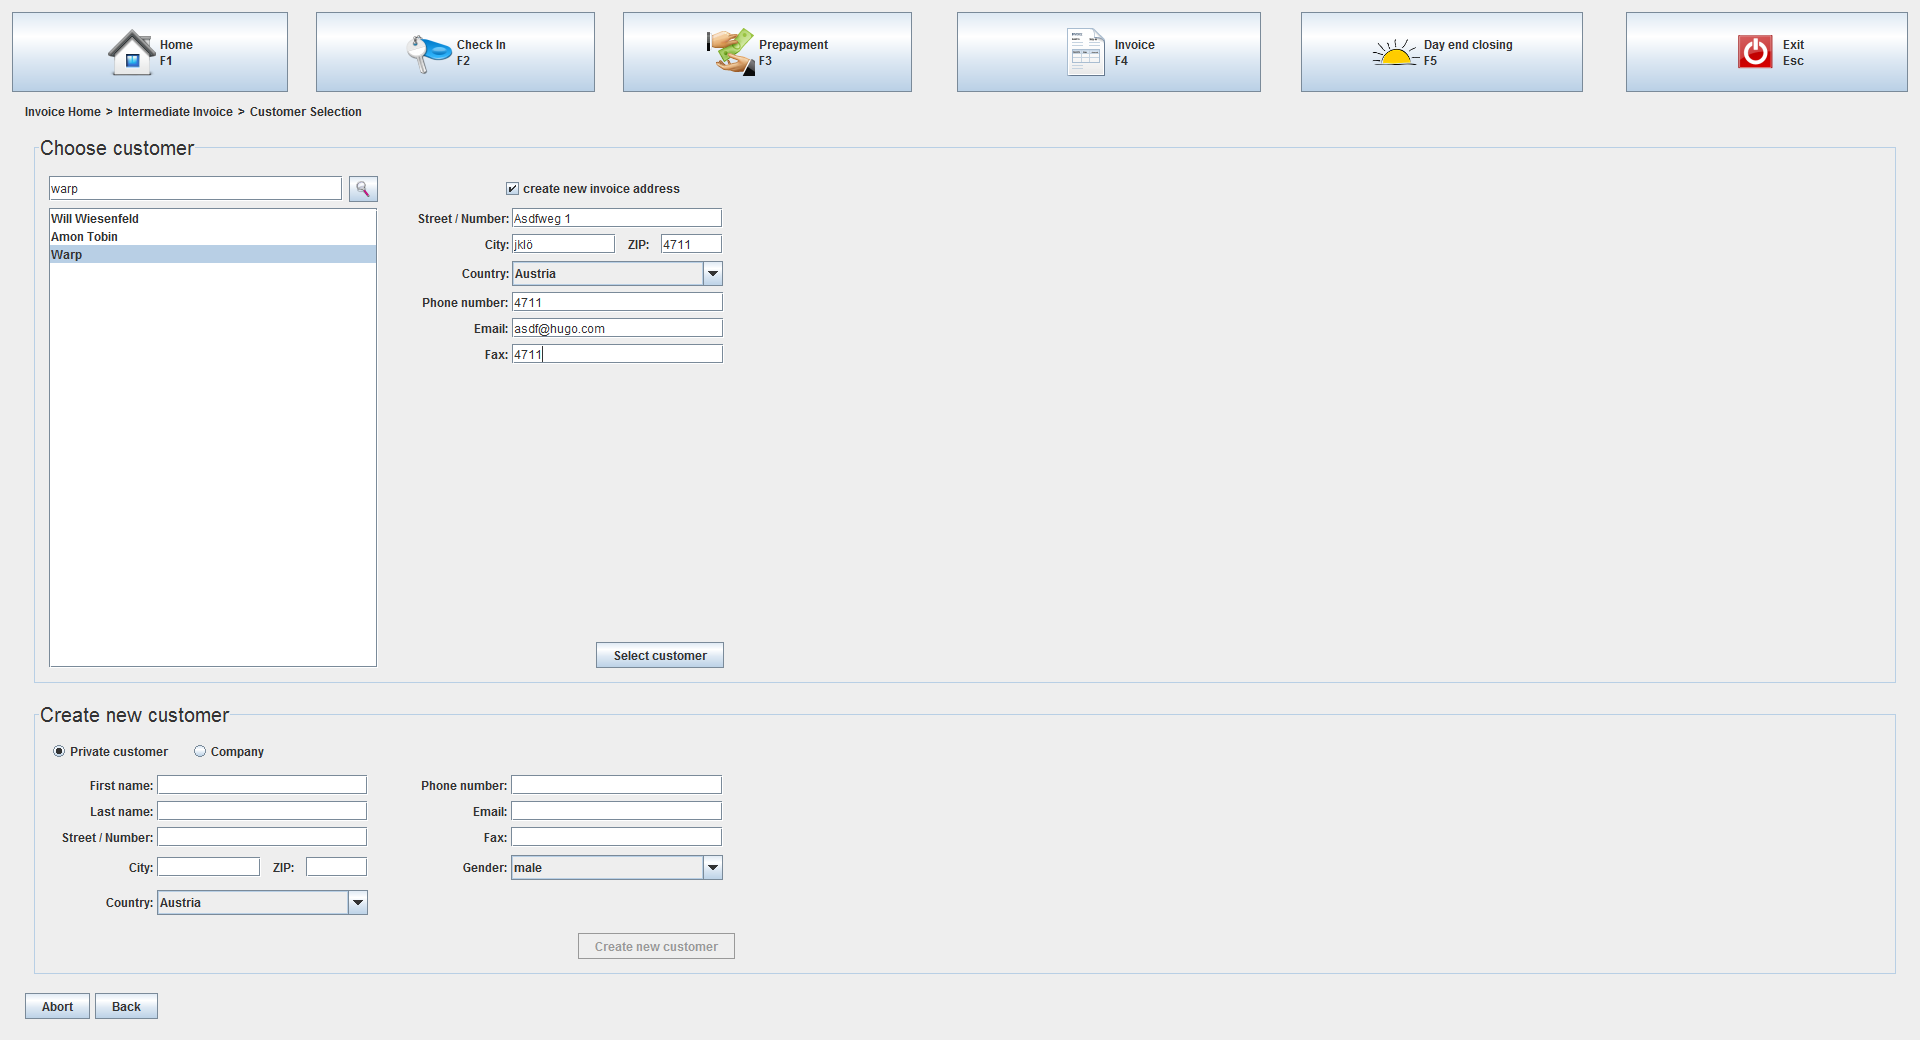 Home
F1
Check In
F2
Prepayment
F3
Invoice
F4
Day end closing
F5
Exit
Esc
Invoice Home > Intermediate Invoice > Customer Selection
Choose customer
warp
create new invoice address
Will Wiesenfeld
Amon Tobin
Warp
Street / Number: Asdfweg 1
City: jklö ZIP: 4711
Country: Austria
Phone number: 4711
Email: asdf@hugo.com
Fax: 4711
Select customer
Create new customer
Private customer Company
First name:
Last name:
Street / Number:
City: ZIP:
Country: Austria
Phone number:
Email:
Fax:
Gender: male
Create new customer
Abort Back